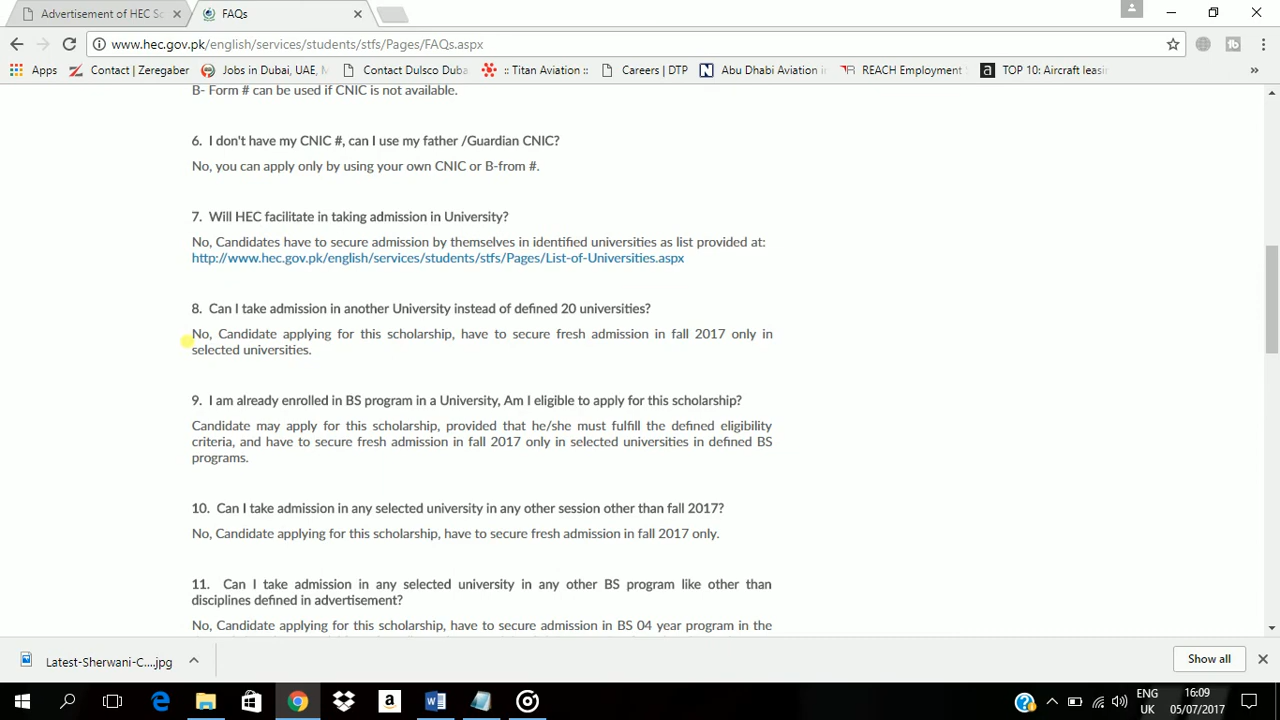 Advertisement of HEC Sc
FAQs
www.hec.gov.pk/english/services/students/stfs/Pages/FAQs.aspx
Apps
Contact | Zeregaber
Jobs in Dubai, UAE, M
Contact Dulsco Duba
:: Titan Aviation ::
Careers | DTP
Abu Dhabi Aviation in
REACH Employment
TOP 10: Aircraft leasi
B- Form # can be used if CNIC is not available.
6. I don't have my CNIC #, can I use my father /Guardian CNIC?
No, you can apply only by using your own CNIC or B-from #.
7. Will HEC facilitate in taking admission in University?
No, Candidates have to secure admission by themselves in identified universities as list provided at:
http://www.hec.gov.pk/english/services/students/stfs/Pages/List-of-Universities.aspx
8. Can I take admission in another University instead of defined 20 universities?
No, Candidate applying for this scholarship, have to secure fresh admission in fall 2017 only in
selected universities.
9. I am already enrolled in BS program in a University, Am I eligible to apply for this scholarship?
Candidate may apply for this scholarship, provided that he/she must fulfill the defined eligibility
criteria, and have to secure fresh admission in fall 2017 only in selected universities in defined BS
programs.
10. Can I take admission in any selected university in any other session other than fall 2017?
No, Candidate applying for this scholarship, have to secure fresh admission in fall 2017 only.
11. Can I take admission in any selected university in any other BS program like other than
disciplines defined in advertisement?
No, Candidate applying for this scholarship, have to secure admission in BS 04 year program in the
Latest-Sherwani-C....jpg
Show all
ENG
UK
16:09
05/07/2017